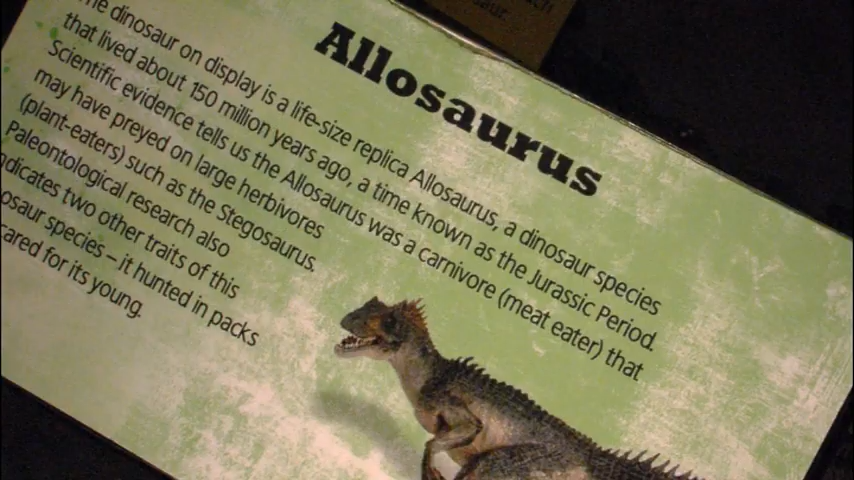 Allosaurus
The dinosaur on display is a life-size replica Allosaurus, a dinosaur species
that lived about 150 million years ago, a time known as the Jurassic Period.
Scientific evidence tells us the Allosaurus was a carnivore (meat eater) that
may have preyed on large herbivores
(plant-eaters) such as the Stegosaurus.
Paleontological research also
ndicates two other traits of this
osaur species – it hunted in packs
cared for its young.
saur.